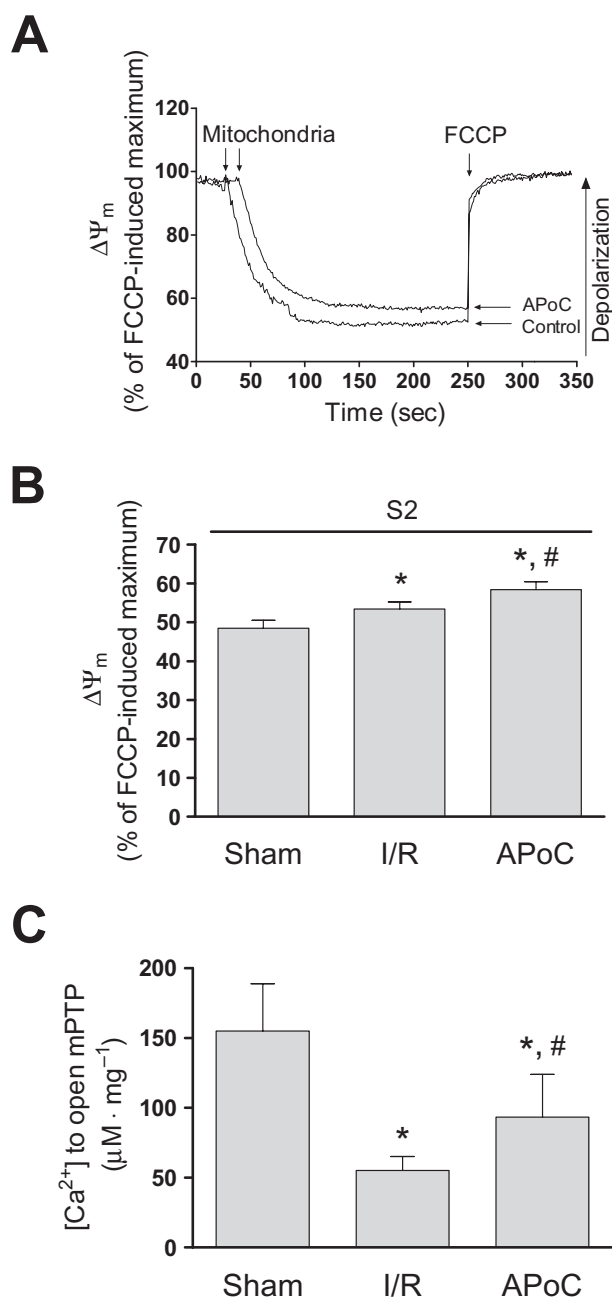 A
ΔΨm
(% of FCCP-induced maximum)
120
100
80
60
40
Mitochondria
FCCP
APoC
Control
Depolarization
0 50 100 150 200 250 300 350
Time (sec)
B
S2
ΔΨm
(% of FCCP-induced maximum)
70
60
50
40
30
20
10
0
*
*, #
Sham I/R APoC
C
[Ca²⁺] to open mPTP
(μM · mg⁻¹)
200
150
100
50
0
*
*, #
Sham I/R APoC